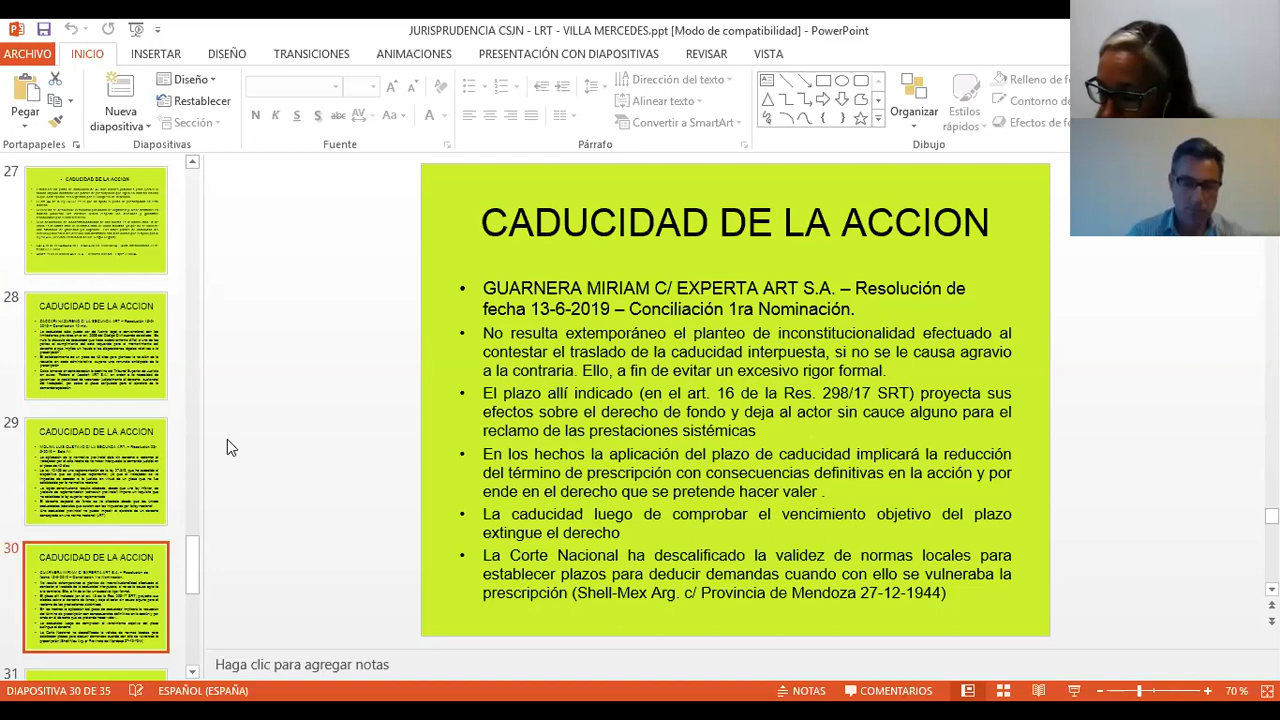 JURISPRUDENCIA CSJN - LRT - VILLA MERCEDES.ppt [Modo de compatibilidad] - PowerPoint
ARCHIVO INICIO INSERTAR DISEÑO TRANSICIONES ANIMACIONES PRESENTACIÓN CON DIAPOSITIVAS REVISAR VISTA
Pegar
Portapapeles
Nueva
diapositiva
Diseño
Restablecer
Sección
Diapositivas
N K S S abc AV Aa A
Fuente
Dirección del texto
Alinear texto
Convertir a SmartArt
Párrafo
Organizar
Estilos
rápidos
Relleno de
Contorno de
Efectos de
Dibujo
27
CADUCIDAD DE LA ACCION
28
CADUCIDAD DE LA ACCION
29
CADUCIDAD DE LA ACCION
30
CADUCIDAD DE LA ACCION
31
CADUCIDAD DE LA ACCION
• GUARNERA MIRIAM C/ EXPERTA ART S.A. – Resolución de
fecha 13-6-2019 – Conciliación 1ra Nominación.
• No resulta extemporáneo el planteo de inconstitucionalidad efectuado al
contestar el traslado de la caducidad interpuesta, si no se le causa agravio
a la contraria. Ello, a fin de evitar un excesivo rigor formal.
• El plazo allí indicado (en el art. 16 de la Res. 298/17 SRT) proyecta sus
efectos sobre el derecho de fondo y deja al actor sin cauce alguno para el
reclamo de las prestaciones sistémicas
• En los hechos la aplicación del plazo de caducidad implicará la reducción
del término de prescripción con consecuencias definitivas en la acción y por
ende en el derecho que se pretende hacer valer .
• La caducidad luego de comprobar el vencimiento objetivo del plazo
extingue el derecho
• La Corte Nacional ha descalificado la validez de normas locales para
establecer plazos para deducir demandas cuando con ello se vulneraba la
prescripción (Shell-Mex Arg. c/ Provincia de Mendoza 27-12-1944)
Haga clic para agregar notas
DIAPOSITIVA 30 DE 35 ESPAÑOL (ESPAÑA) NOTAS COMENTARIOS 70 %